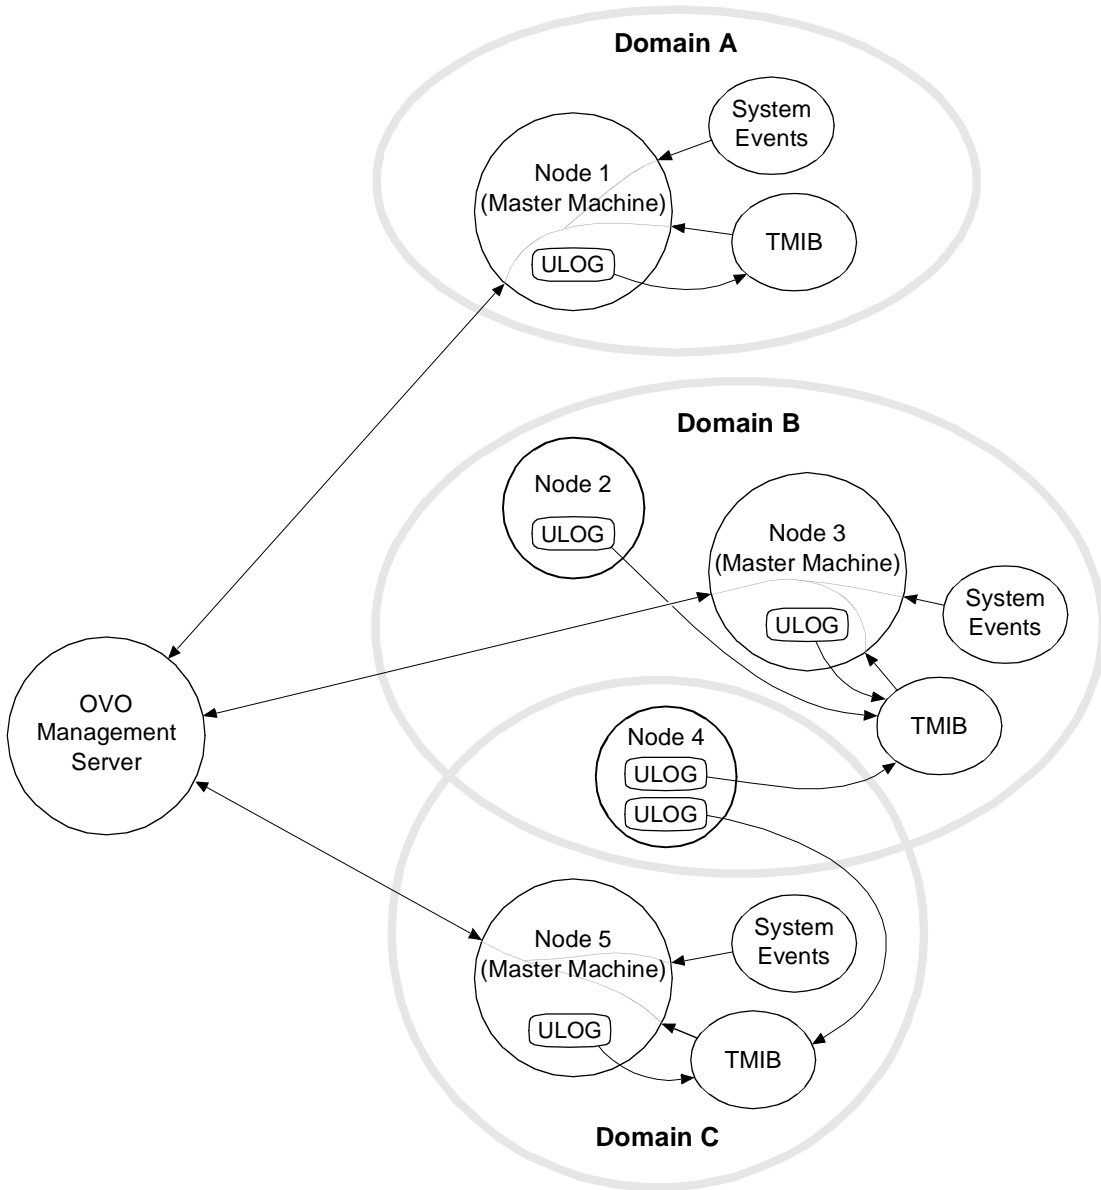 Domain A
System
Events
Node 1
(Master Machine)
TMIB
ULOG
Domain B
Node 2
ULOG
Node 3
(Master Machine)
ULOG
System
Events
TMIB
OVO
Management
Server
Node 4
ULOG
ULOG
Node 5
(Master Machine)
ULOG
System
Events
TMIB
Domain C